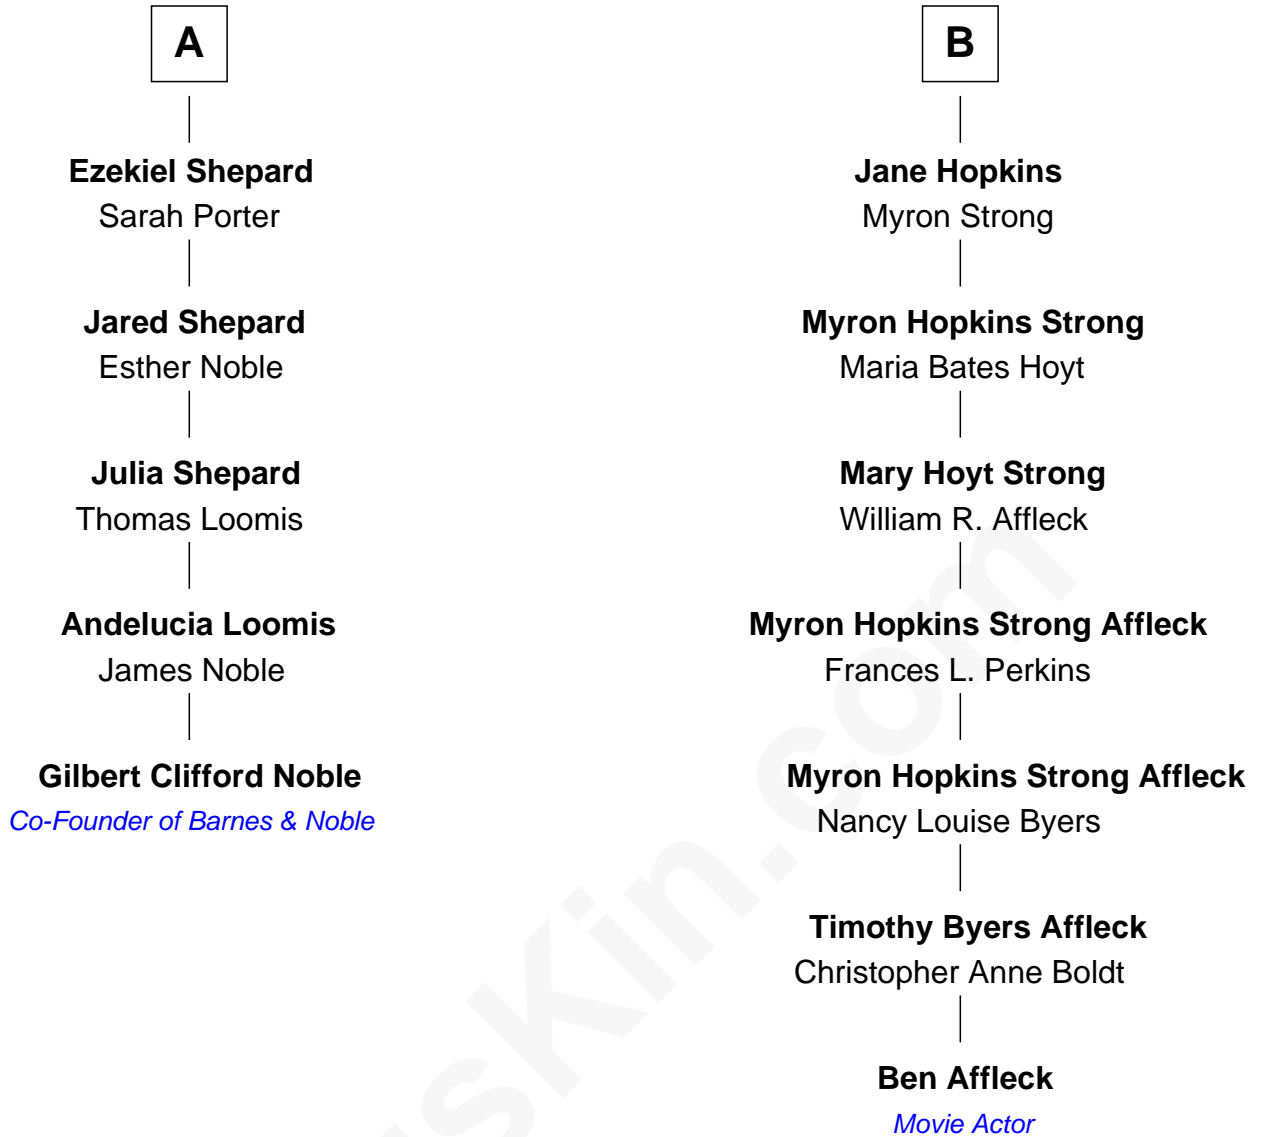 A
Ezekiel Shepard
Sarah Porter
Jared Shepard
Esther Noble
Julia Shepard
Thomas Loomis
Andelucia Loomis
James Noble
Gilbert Clifford Noble
Co-Founder of Barnes & Noble
B
Jane Hopkins
Myron Strong
Myron Hopkins Strong
Maria Bates Hoyt
Mary Hoyt Strong
William R. Affleck
Myron Hopkins Strong Affleck
Frances L. Perkins
Myron Hopkins Strong Affleck
Nancy Louise Byers
Timothy Byers Affleck
Christopher Anne Boldt
Ben Affleck
Movie Actor